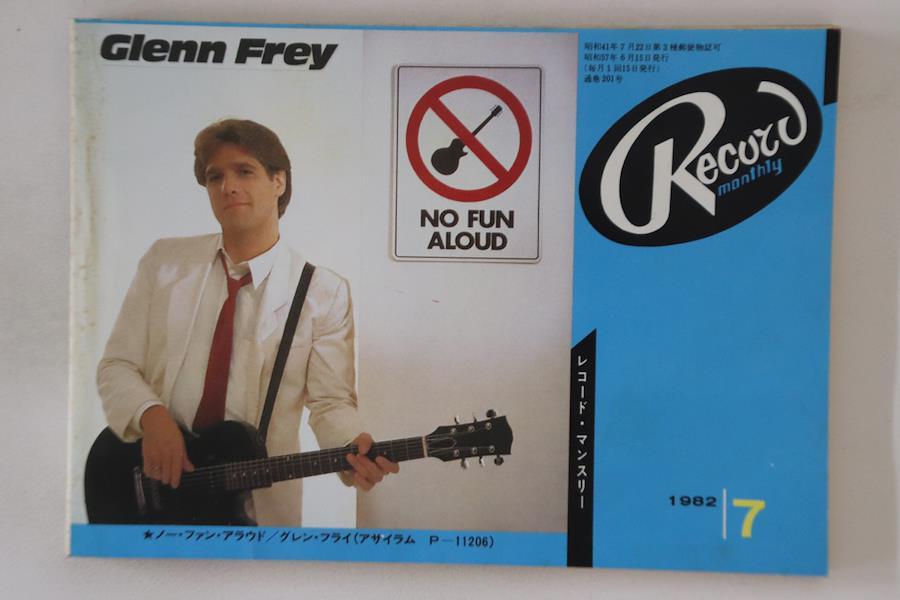 Glenn Frey
NO FUN
ALOUD
昭和41年7月22日第3種郵便物認可
昭和57年6月15日発行
(毎月1回15日発行)
通巻201号
Record
monthly
レコード・マンスリー
1982 7
★ノー・ファン・アラウド/グレン・フライ(アサイラム P-11206)